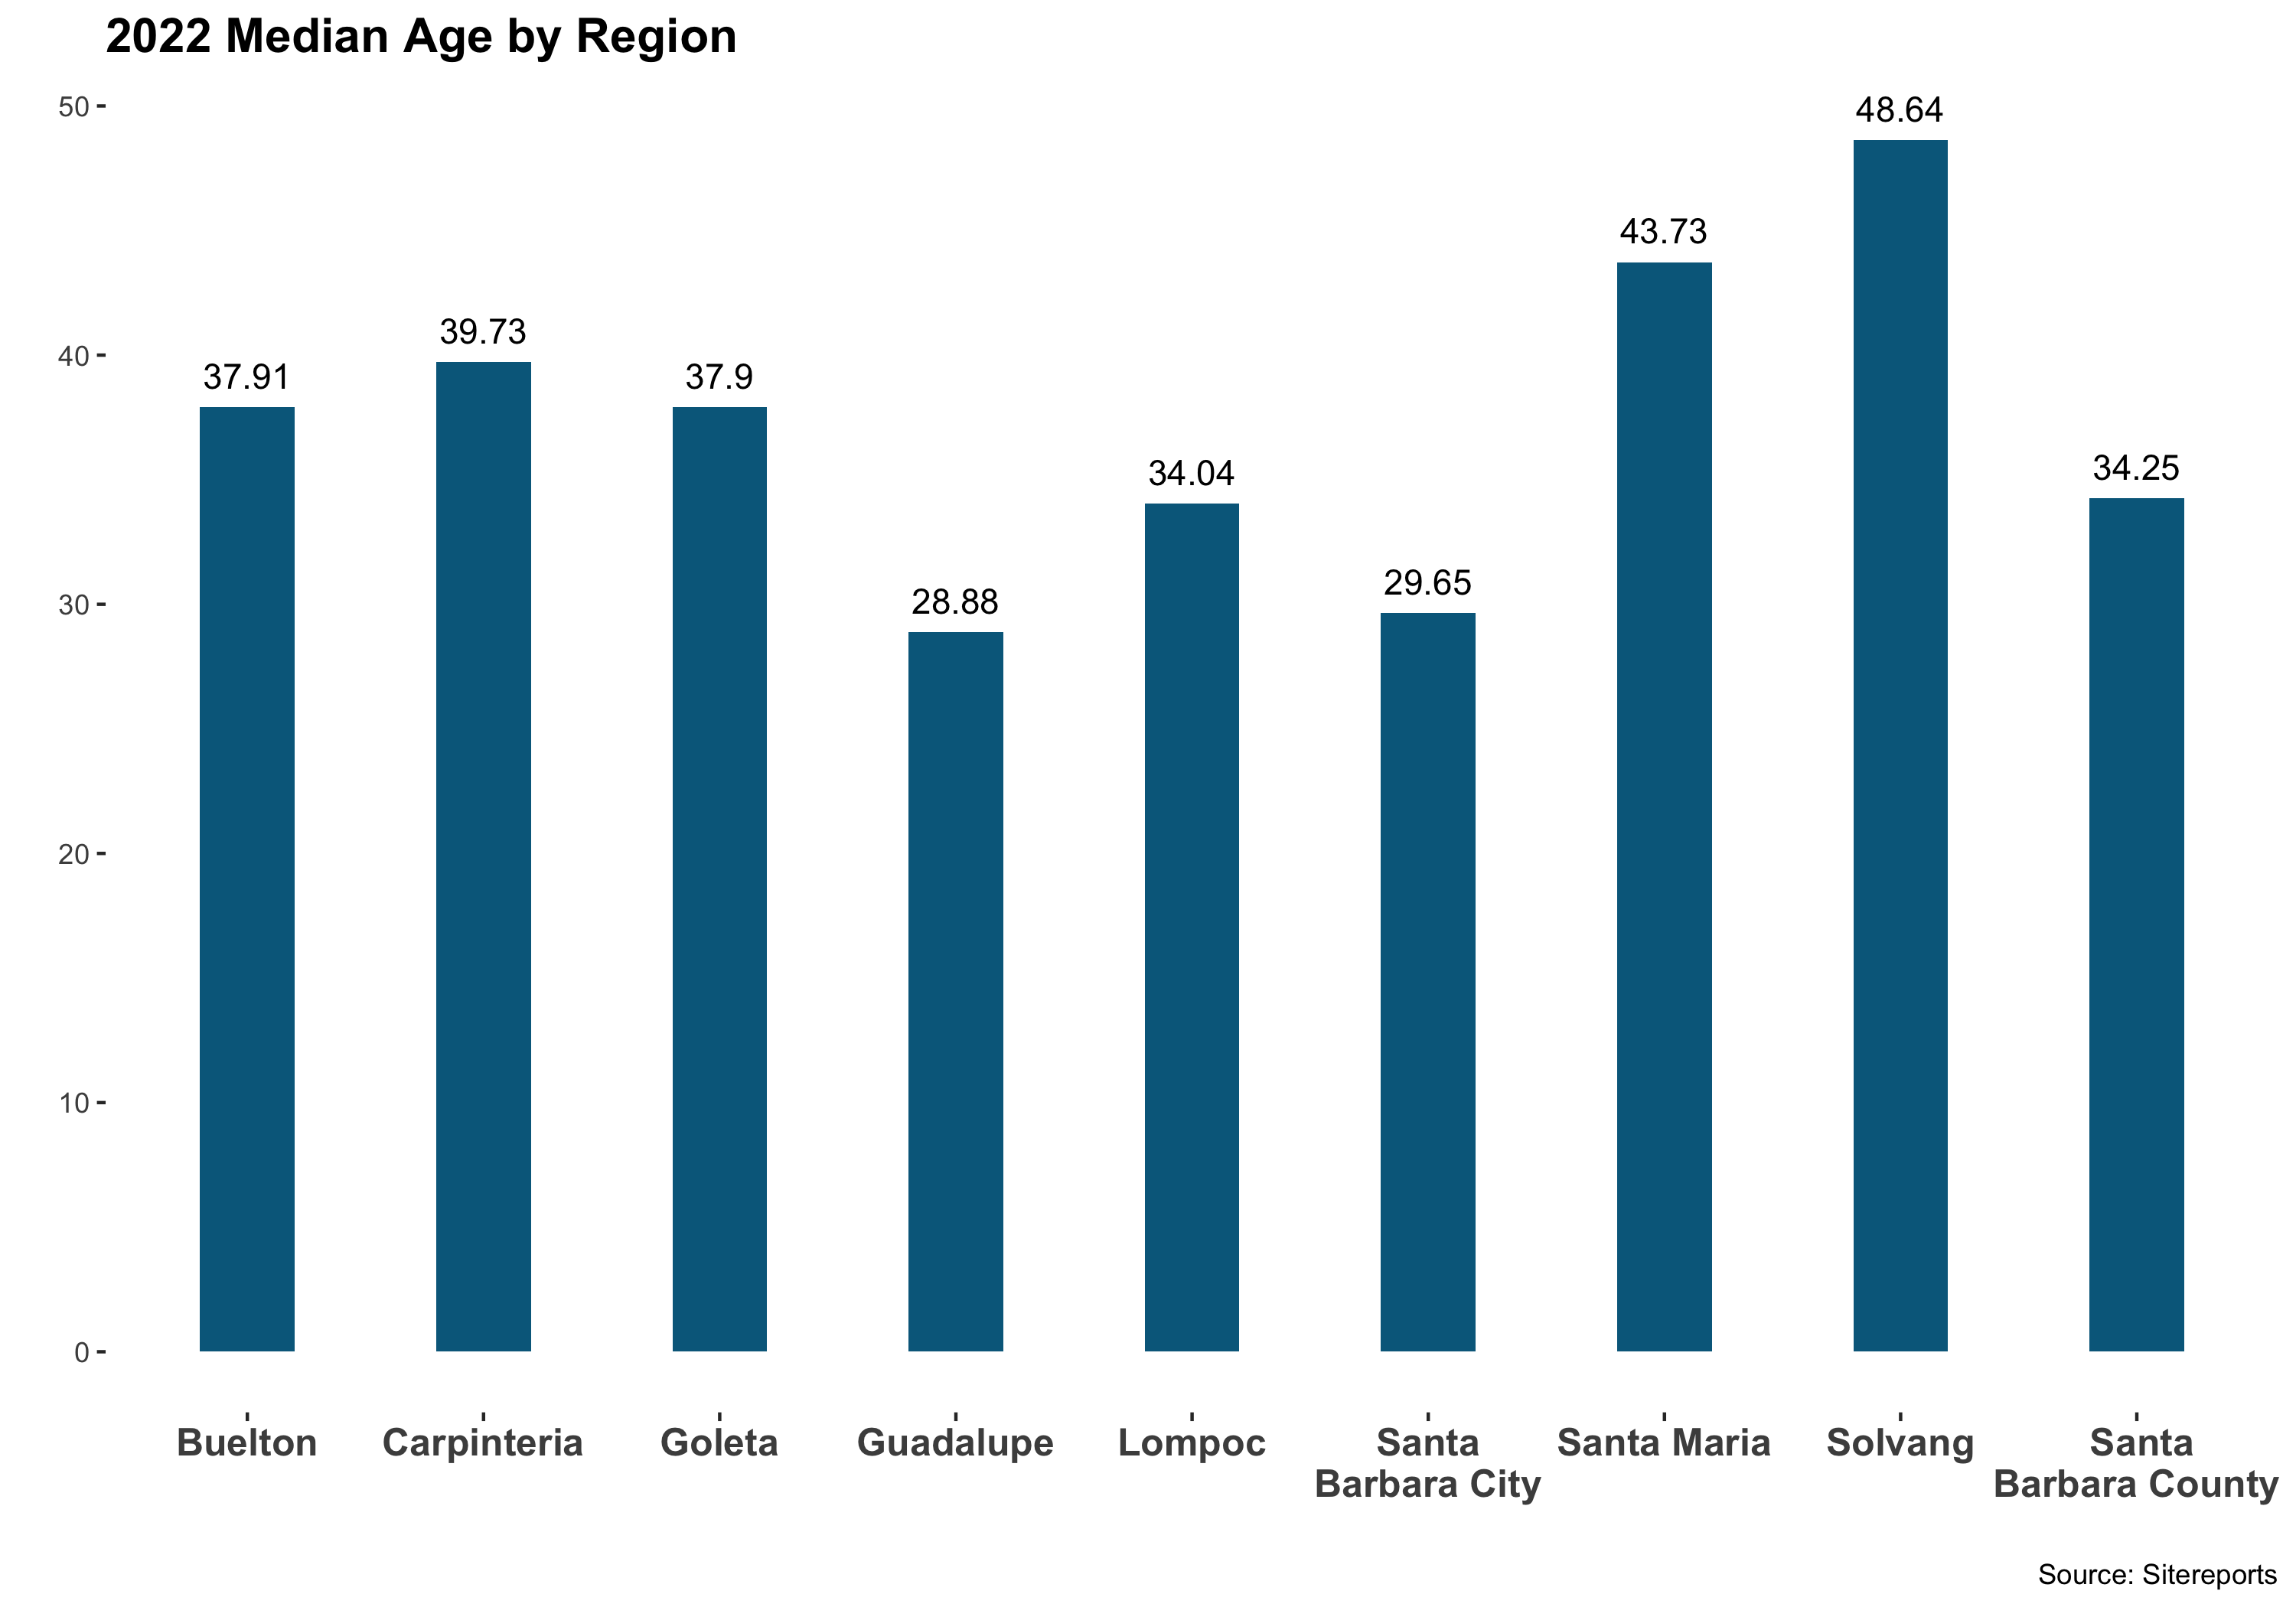 2022 Median Age by Region
50
40
30
20
10
0
37.91
39.73
37.9
28.88
34.04
29.65
43.73
48.64
34.25
Buelton
Carpinteria
Goleta
Guadalupe
Lompoc
Santa
Barbara City
Santa Maria
Solvang
Santa
Barbara County
Source: Sitereports